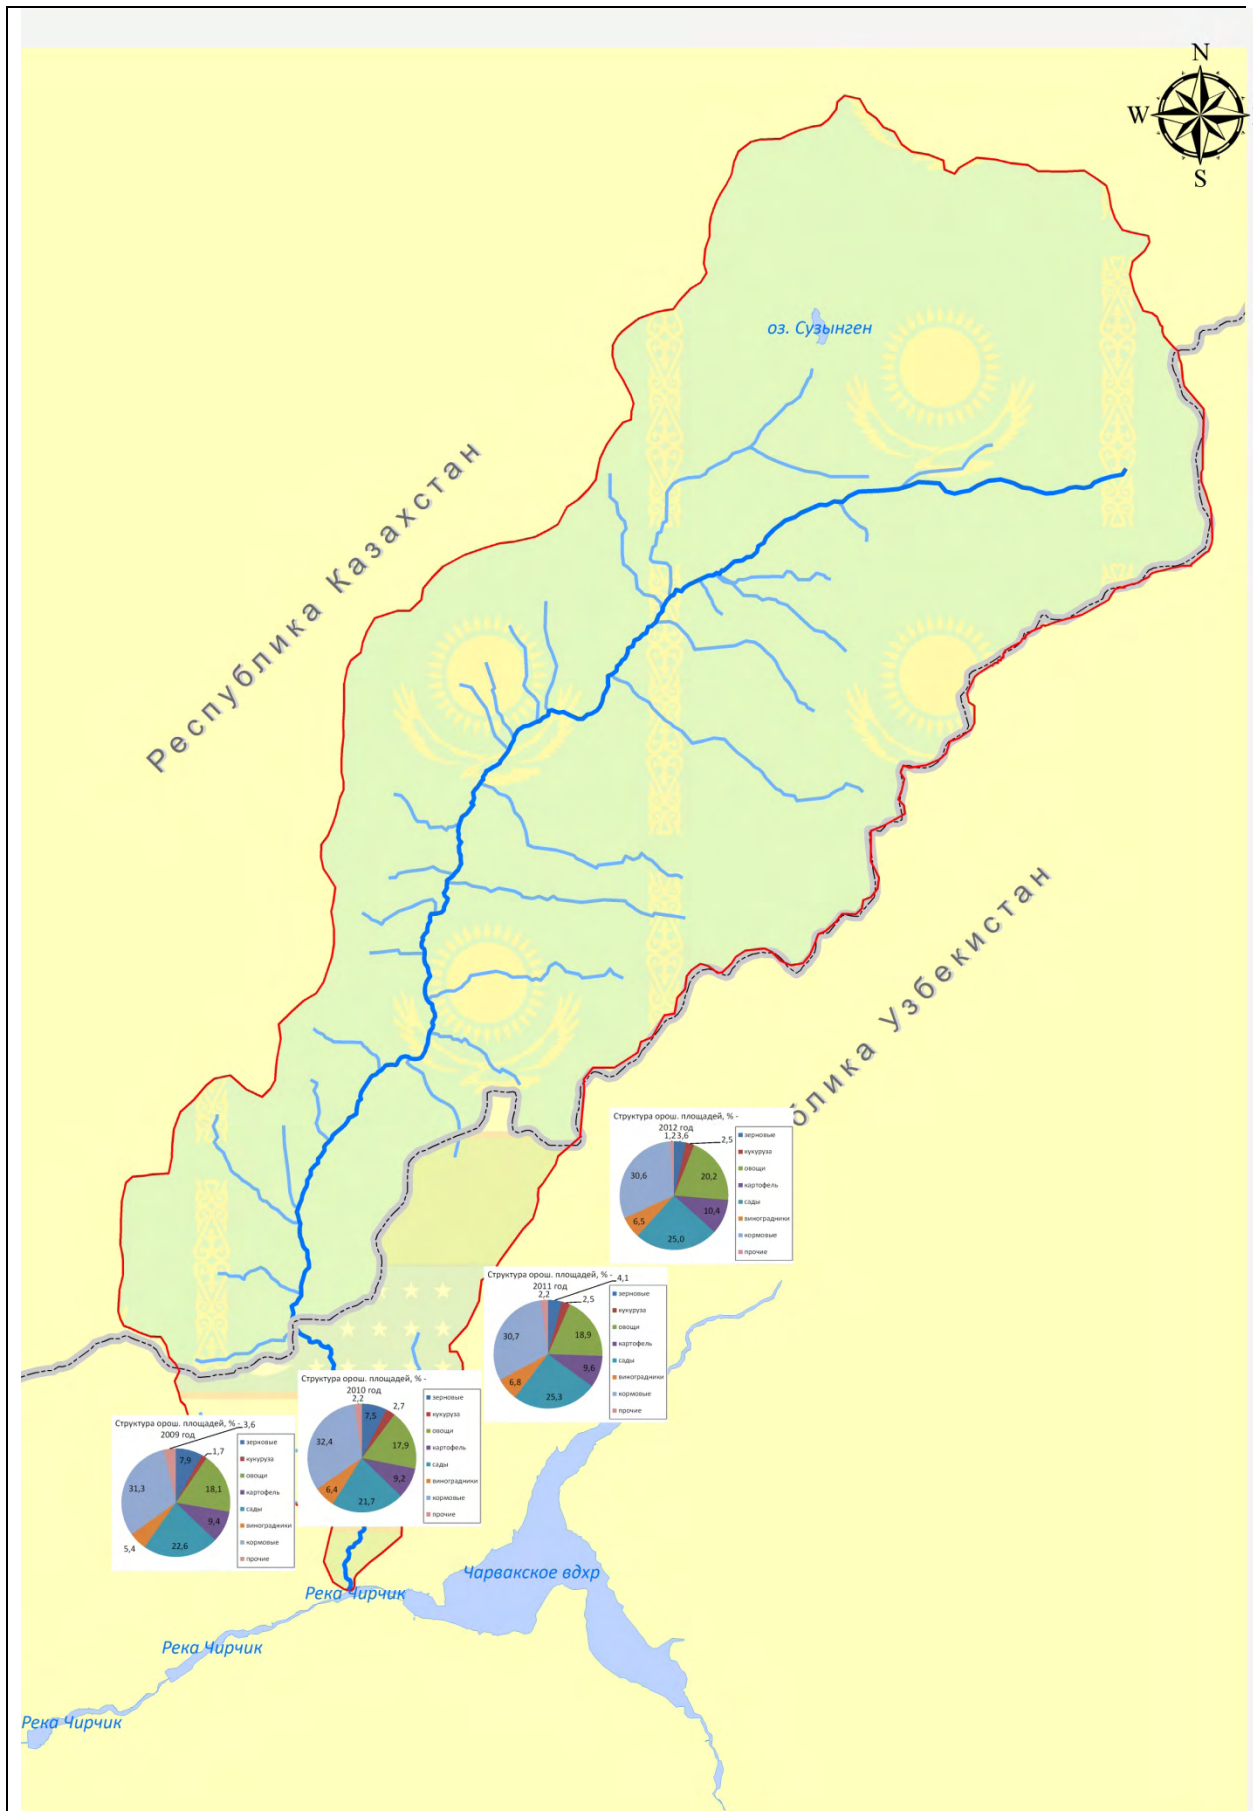 N
W
S
оз. Сузынген
Республика Казахстан
блика Узбекистан
Структура орош. площадей, % -
2012 год
1,2
3,6
2,5
20,2
10,4
25,0
6,5
30,6
зерновые
кукуруза
овощи
картофель
сады
виноградники
кормовые
прочие
Структура орош. площадей, % -
2011 год
2,2
4,1
2,5
18,9
9,6
25,3
6,8
30,7
зерновые
кукуруза
овощи
картофель
сады
виноградники
кормовые
прочие
Структура орош. площадей, % -
2010 год
2,2
7,5
2,7
17,9
9,2
21,7
6,4
32,4
зерновые
кукуруза
овощи
картофель
сады
виноградники
кормовые
прочие
Структура орош. площадей, % -
2009 год
3,6
7,9
1,7
18,1
9,4
22,6
5,4
31,3
зерновые
кукуруза
овощи
картофель
сады
виноградники
кормовые
прочие
Чарвакское вдхр
Река Чирчик
Река Чирчик
Река Чирчик